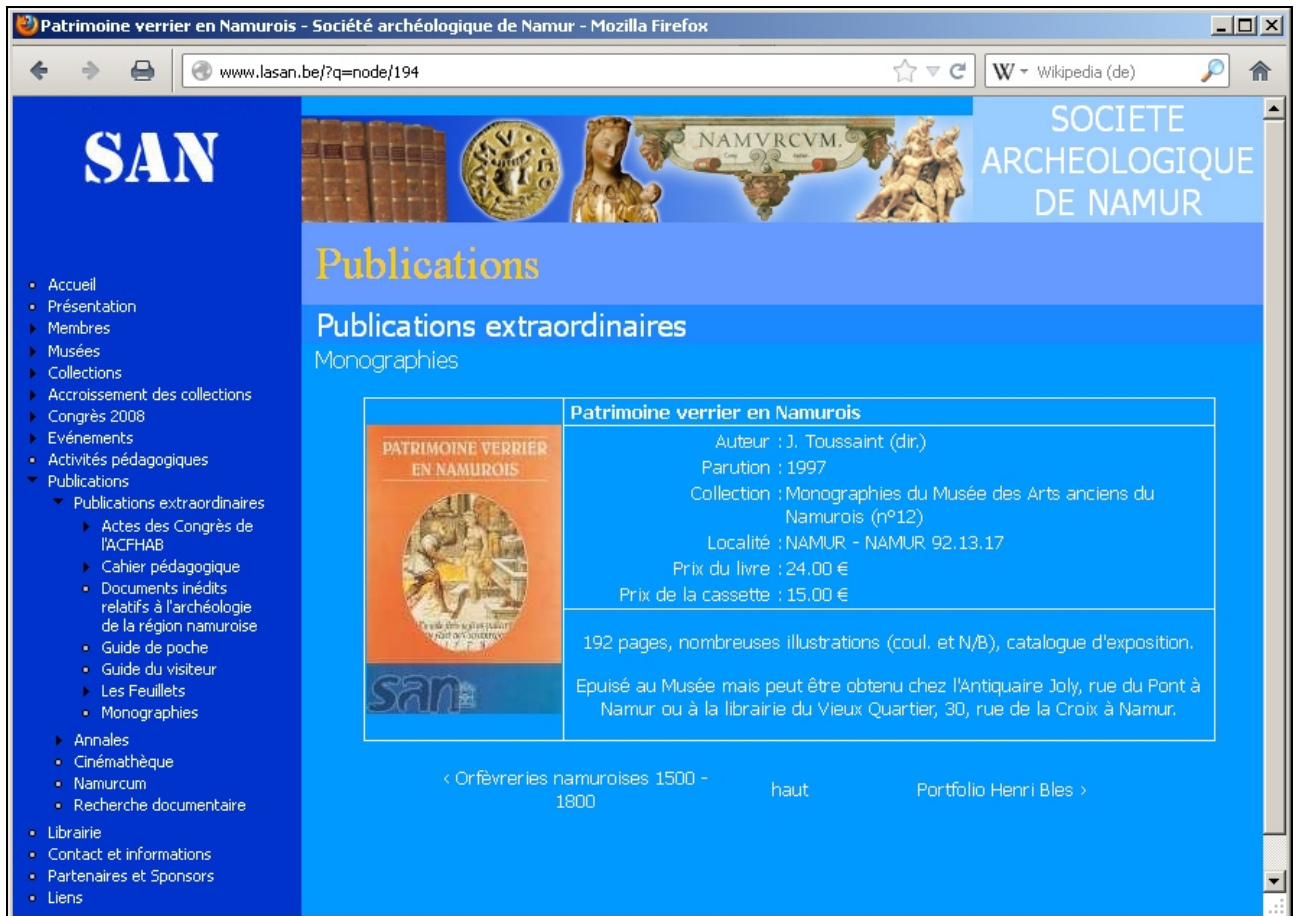 Patrimoine verrier en Namurois - Société archéologique de Namur - Mozilla Firefox
www.lasan.be/?q=node/194
W Wikipedia (de)
SAN
NAMVRCVM.
SOCIETE
ARCHEOLOGIQUE
DE NAMUR
Accueil
Présentation
Membres
Musées
Collections
Accroissement des collections
Congrès 2008
Evénements
Activités pédagogiques
Publications
Publications extraordinaires
Actes des Congrès de
l'ACFHAB
Cahier pédagogique
Documents inédits
relatifs à l'archéologie
de la région namuroise
Guide de poche
Guide du visiteur
Les Feuillets
Monographies
Annales
Cinémathèque
Namurcum
Recherche documentaire
Librairie
Contact et informations
Partenaires et Sponsors
Liens
Publications
Publications extraordinaires
Monographies
PATRIMOINE VERRIER
EN NAMUROIS
san
Patrimoine verrier en Namurois
Auteur : J. Toussaint (dir.)
Parution : 1997
Collection : Monographies du Musée des Arts anciens du
Namurois (nº12)
Localité : NAMUR - NAMUR 92.13.17
Prix du livre : 24.00 €
Prix de la cassette : 15.00 €
192 pages, nombreuses illustrations (coul. et N/B), catalogue d'exposition.
Epuisé au Musée mais peut être obtenu chez l'Antiquaire Joly, rue du Pont à
Namur ou à la librairie du Vieux Quartier, 30, rue de la Croix à Namur.
‹ Orfèvreries namuroises 1500 -
1800
haut
Portfolio Henri Bles ›